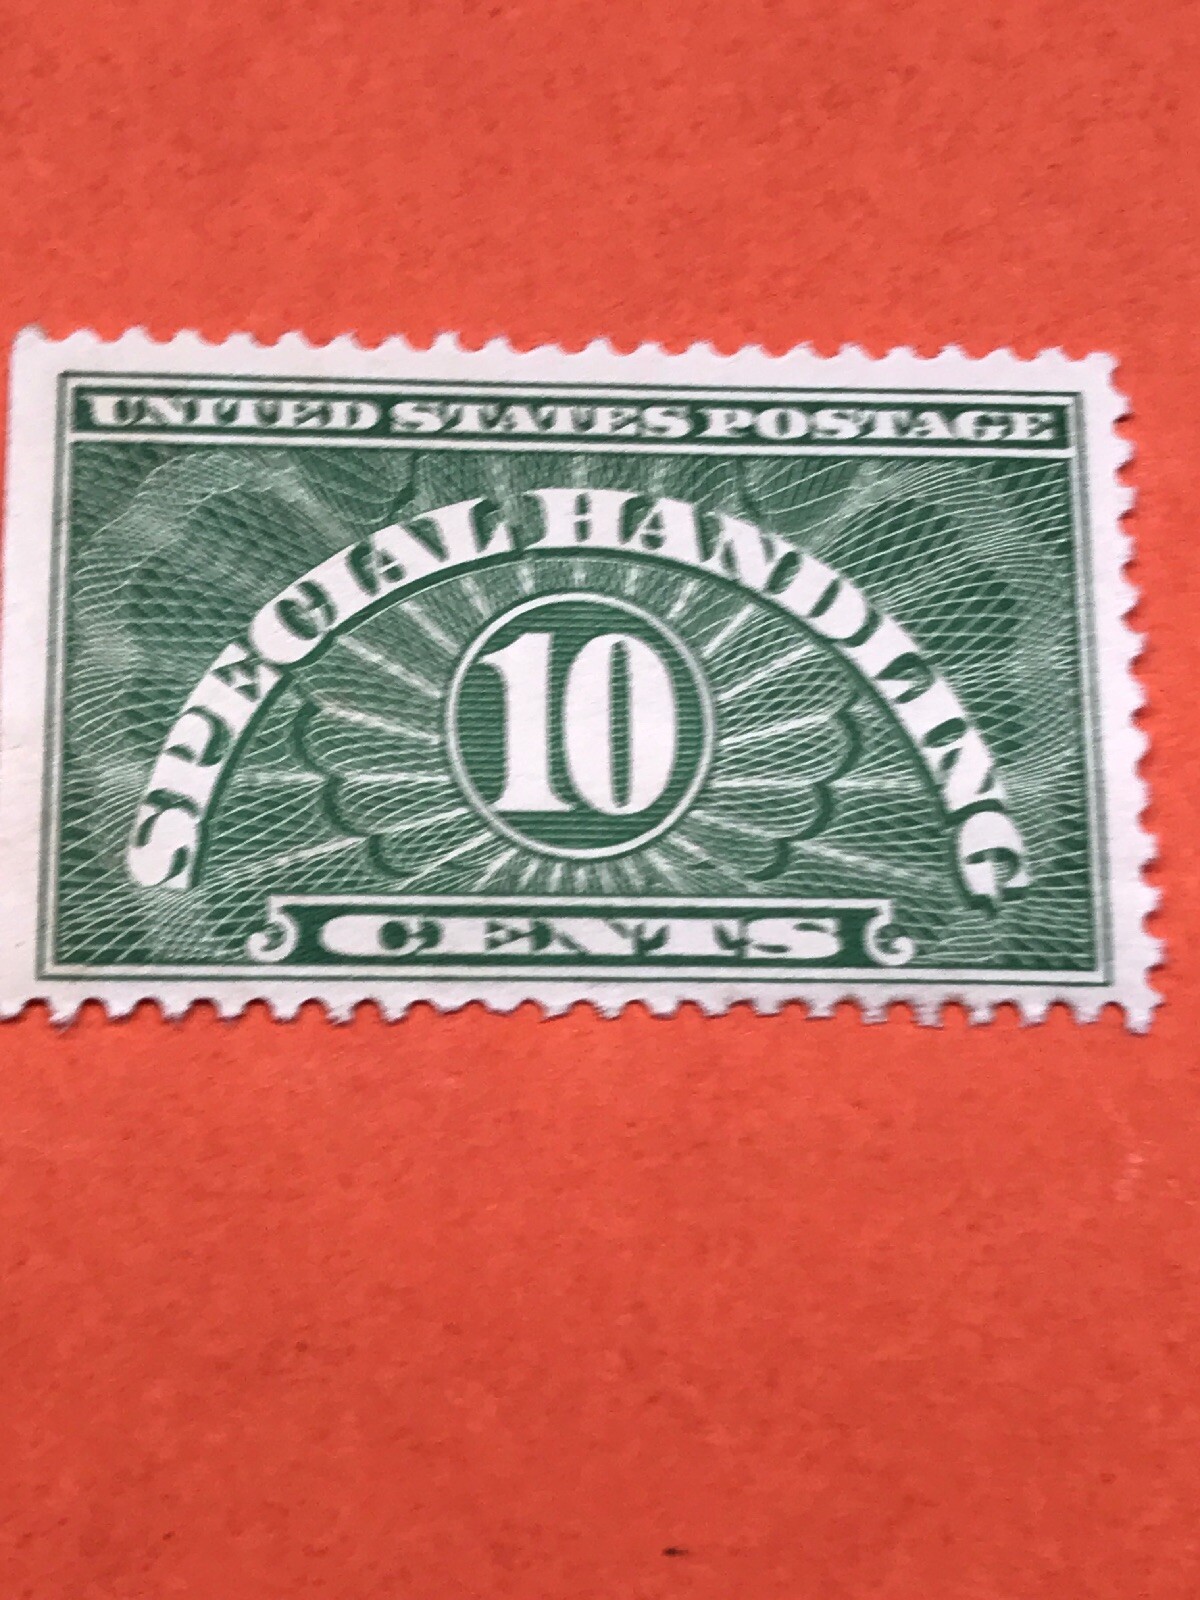 UNITED STATES POSTAGE
SPECIAL HANDLING
10
CENTS